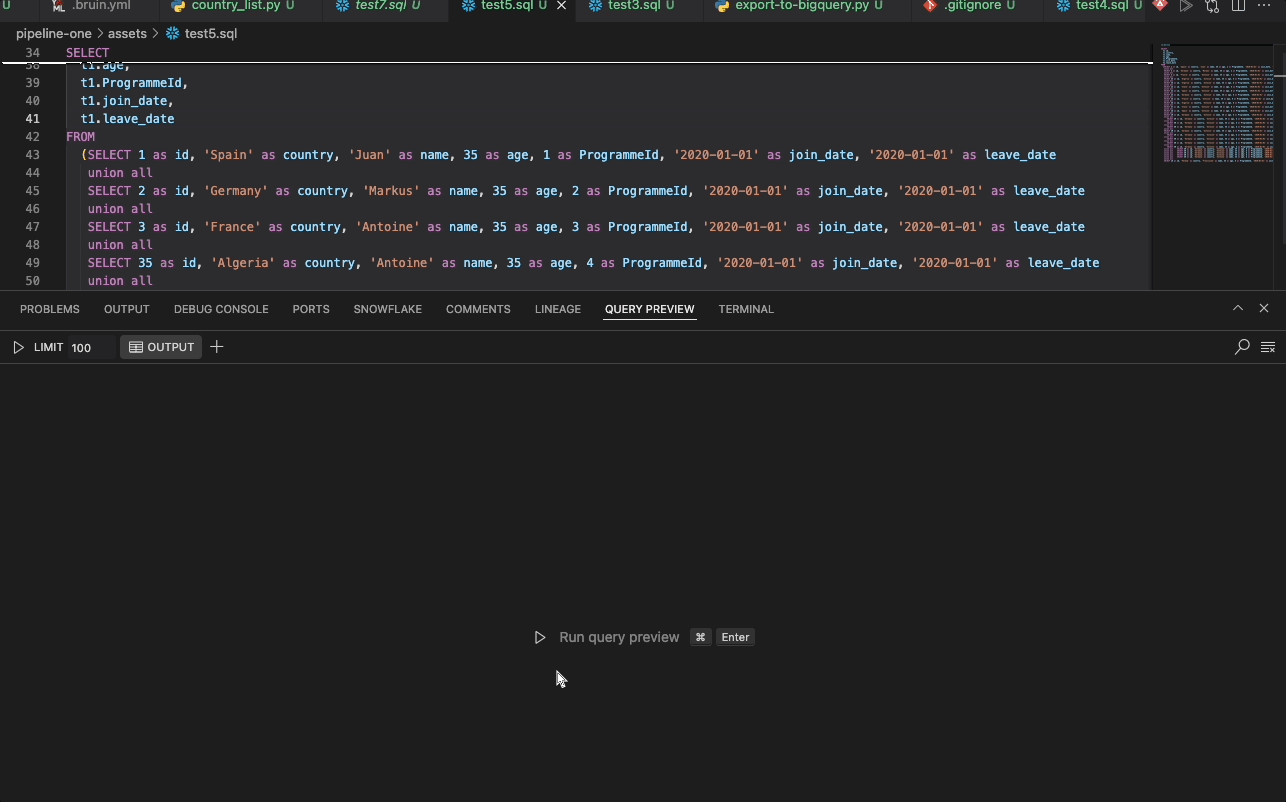 U .bruin.yml country_list.py U test7.sql U test5.sql U test3.sql U export-to-bigquery.py U .gitignore U test4.sql U
pipeline-one > assets > test5.sql
34 SELECT
38 t1.age,
39 t1.ProgrammeId,
40 t1.join_date,
41 t1.leave_date
42 FROM
43 (SELECT 1 as id, 'Spain' as country, 'Juan' as name, 35 as age, 1 as ProgrammeId, '2020-01-01' as join_date, '2020-01-01' as leave_date
44 union all
45 SELECT 2 as id, 'Germany' as country, 'Markus' as name, 35 as age, 2 as ProgrammeId, '2020-01-01' as join_date, '2020-01-01' as leave_date
46 union all
47 SELECT 3 as id, 'France' as country, 'Antoine' as name, 35 as age, 3 as ProgrammeId, '2020-01-01' as join_date, '2020-01-01' as leave_date
48 union all
49 SELECT 35 as id, 'Algeria' as country, 'Antoine' as name, 35 as age, 4 as ProgrammeId, '2020-01-01' as join_date, '2020-01-01' as leave_date
50 union all
PROBLEMS OUTPUT DEBUG CONSOLE PORTS SNOWFLAKE COMMENTS LINEAGE QUERY PREVIEW TERMINAL
LIMIT 100 OUTPUT
Run query preview ⌘ Enter